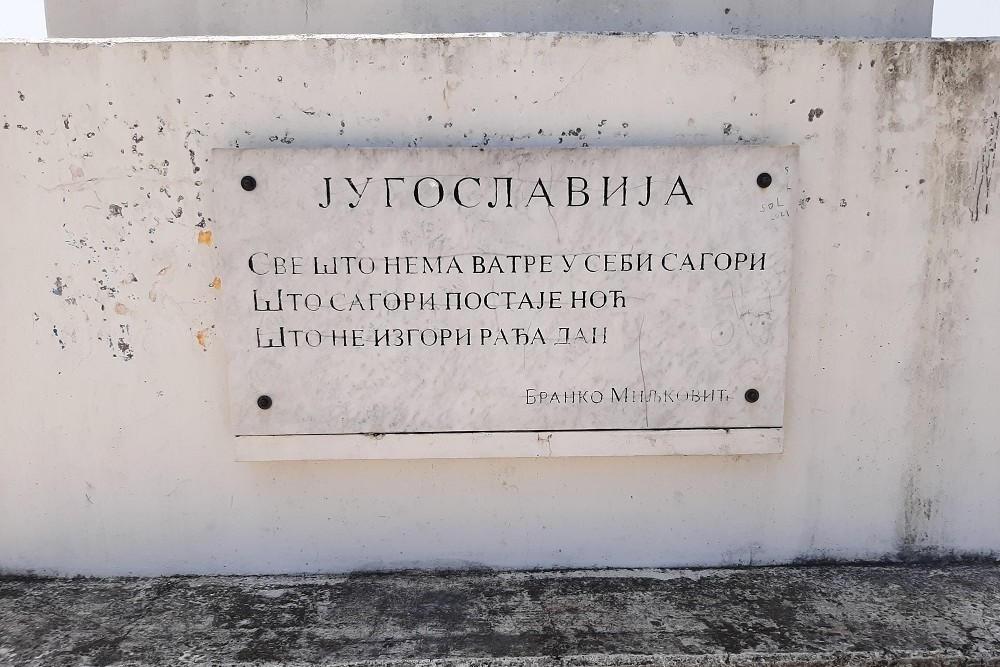 ЈУГОСЛАВИЈА
СВЕ ШТО НЕМА ВАТРЕ У СЕБИ САГОРИ
ШТО САГОРИ ПОСТАЈЕ НОЋ
ШТО НЕ ИЗГОРИ РАЂА ДАН
БРАНКО МИЉКОВИЋ